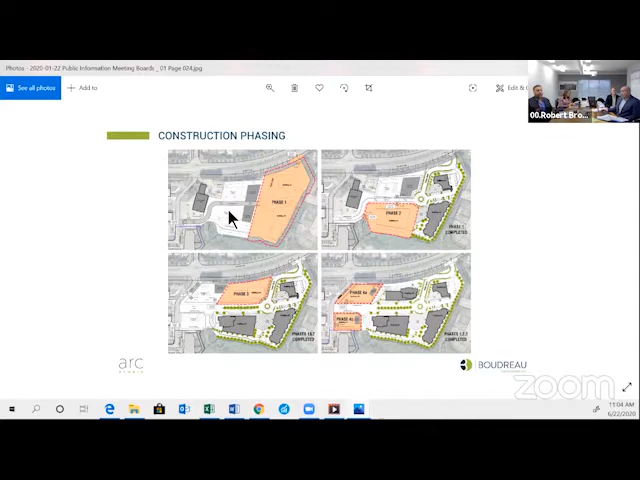 Photos - 2020-01-22 Public Information Meeting Boards _ 01 Page 024.jpg
See all photos
Add to
Edit &
00.Robert Bro...
CONSTRUCTION PHASING
PHASE 1
PHASE 2
PHASE 1
COMPLETED
PHASE 3
PHASES 1&2
COMPLETED
PHASE 4a
PHASE 4b
PHASES 1,2,3
COMPLETED
arc
STUDIO
BOUDREAU
zoom
11:04 AM
6/22/2020